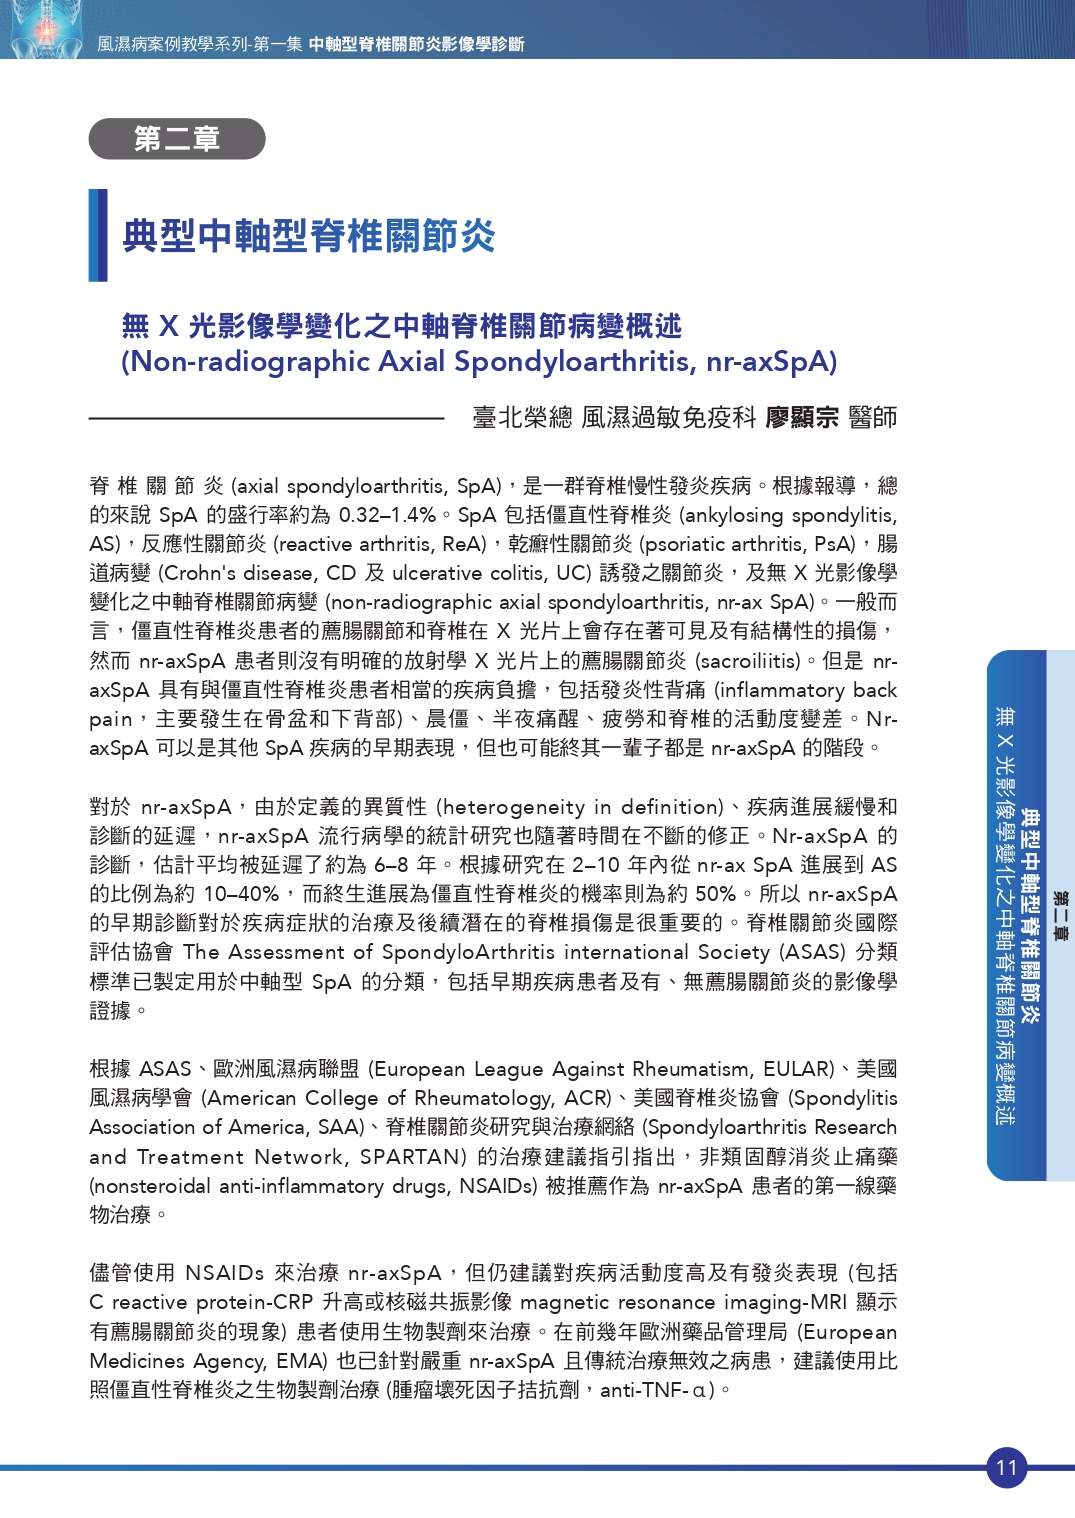 風濕病案例教學系列-第一集 中軸型脊椎關節炎影像學診斷
第二章
典型中軸型脊椎關節炎
無 X 光影像學變化之中軸脊椎關節病變概述
(Non-radiographic Axial Spondyloarthritis, nr-axSpA)
臺北榮總 風濕過敏免疫科 廖顯宗 醫師
脊椎關節炎 (axial spondyloarthritis, SpA)，是一群脊椎慢性發炎疾病。根據報導，總
的來說 SpA 的盛行率約為 0.32–1.4%。SpA 包括僵直性脊椎炎 (ankylosing spondylitis,
AS)，反應性關節炎 (reactive arthritis, ReA)，乾癬性關節炎 (psoriatic arthritis, PsA)，腸
道病變 (Crohn's disease, CD 及 ulcerative colitis, UC) 誘發之關節炎，及無 X 光影像學
變化之中軸脊椎關節病變 (non-radiographic axial spondyloarthritis, nr-ax SpA)。一般而
言，僵直性脊椎炎患者的薦腸關節和脊椎在 X 光片上會存在著可見及有結構性的損傷，
然而 nr-axSpA 患者則沒有明確的放射學 X 光片上的薦腸關節炎 (sacroiliitis)。但是 nr-
axSpA 具有與僵直性脊椎炎患者相當的疾病負擔，包括發炎性背痛 (inflammatory back
pain，主要發生在骨盆和下背部)、晨僵、半夜痛醒、疲勞和脊椎的活動度變差。Nr-
axSpA 可以是其他 SpA 疾病的早期表現，但也可能終其一輩子都是 nr-axSpA 的階段。
對於 nr-axSpA，由於定義的異質性 (heterogeneity in definition)、疾病進展緩慢和
診斷的延遲，nr-axSpA 流行病學的統計研究也隨著時間在不斷的修正。Nr-axSpA 的
診斷，估計平均被延遲了約為 6–8 年。根據研究在 2–10 年內從 nr-ax SpA 進展到 AS
的比例為約 10–40%，而終生進展為僵直性脊椎炎的機率則為約 50%。所以 nr-axSpA
的早期診斷對於疾病症狀的治療及後續潛在的脊椎損傷是很重要的。脊椎關節炎國際
評估協會 The Assessment of SpondyloArthritis international Society (ASAS) 分類
標準已製定用於中軸型 SpA 的分類，包括早期疾病患者及有、無薦腸關節炎的影像學
證據。
根據 ASAS、歐洲風濕病聯盟 (European League Against Rheumatism, EULAR)、美國
風濕病學會 (American College of Rheumatology, ACR)、美國脊椎炎協會 (Spondylitis
Association of America, SAA)、脊椎關節炎研究與治療網絡 (Spondyloarthritis Research
and Treatment Network, SPARTAN) 的治療建議指引指出，非類固醇消炎止痛藥
(nonsteroidal anti-inflammatory drugs, NSAIDs) 被推薦作為 nr-axSpA 患者的第一線藥
物治療。
儘管使用 NSAIDs 來治療 nr-axSpA，但仍建議對疾病活動度高及有發炎表現 (包括
C reactive protein-CRP 升高或核磁共振影像 magnetic resonance imaging-MRI 顯示
有薦腸關節炎的現象) 患者使用生物製劑來治療。在前幾年歐洲藥品管理局 (European
Medicines Agency, EMA) 也已針對嚴重 nr-axSpA 且傳統治療無效之病患，建議使用比
照僵直性脊椎炎之生物製劑治療 (腫瘤壞死因子拮抗劑，anti-TNF-α)。
第二章
典型中軸型脊椎關節炎
無 X 光影像學變化之中軸脊椎關節病變概述
11